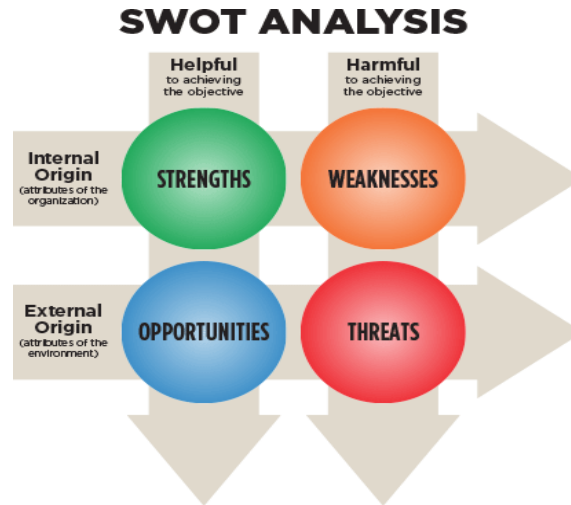 SWOT ANALYSIS
Helpful
to achieving
the objective
Harmful
to achieving
the objective
Internal
Origin
(attributes of the
organization)
STRENGTHS
WEAKNESSES
External
Origin
(attributes of the
environment)
OPPORTUNITIES
THREATS